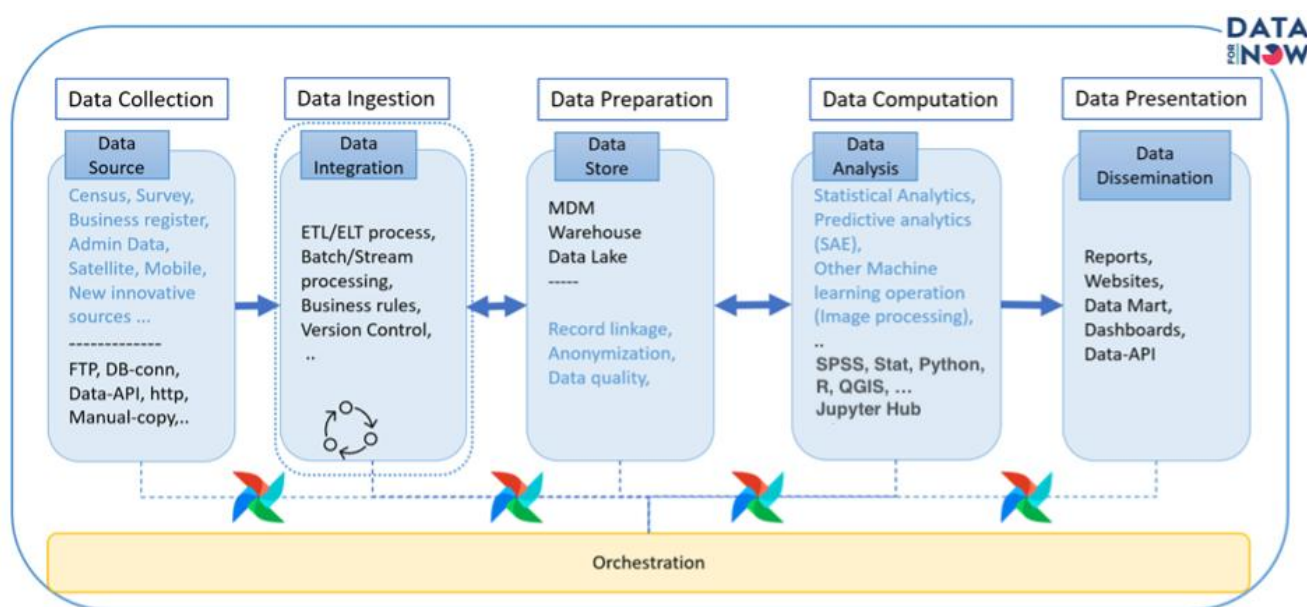 DATA
FOR
NOW
Data Collection
Data Ingestion
Data Preparation
Data Computation
Data Presentation
Data
Source
Census, Survey,
Business register,
Admin Data,
Satellite, Mobile,
New innovative
sources ...
-------------
FTP, DB-conn,
Data-API, http,
Manual-copy,..
Data
Integration
ETL/ELT process,
Batch/Stream
processing,
Business rules,
Version Control,
..
Data
Store
MDM
Warehouse
Data Lake
-----
Record linkage,
Anonymization,
Data quality,
Data
Analysis
Statistical Analytics,
Predictive analytics
(SAE),
Other Machine
learning operation
(Image processing),
..
SPSS, Stat, Python,
R, QGIS, ...
Jupyter Hub
Data
Dissemination
Reports,
Websites,
Data Mart,
Dashboards,
Data-API
Orchestration